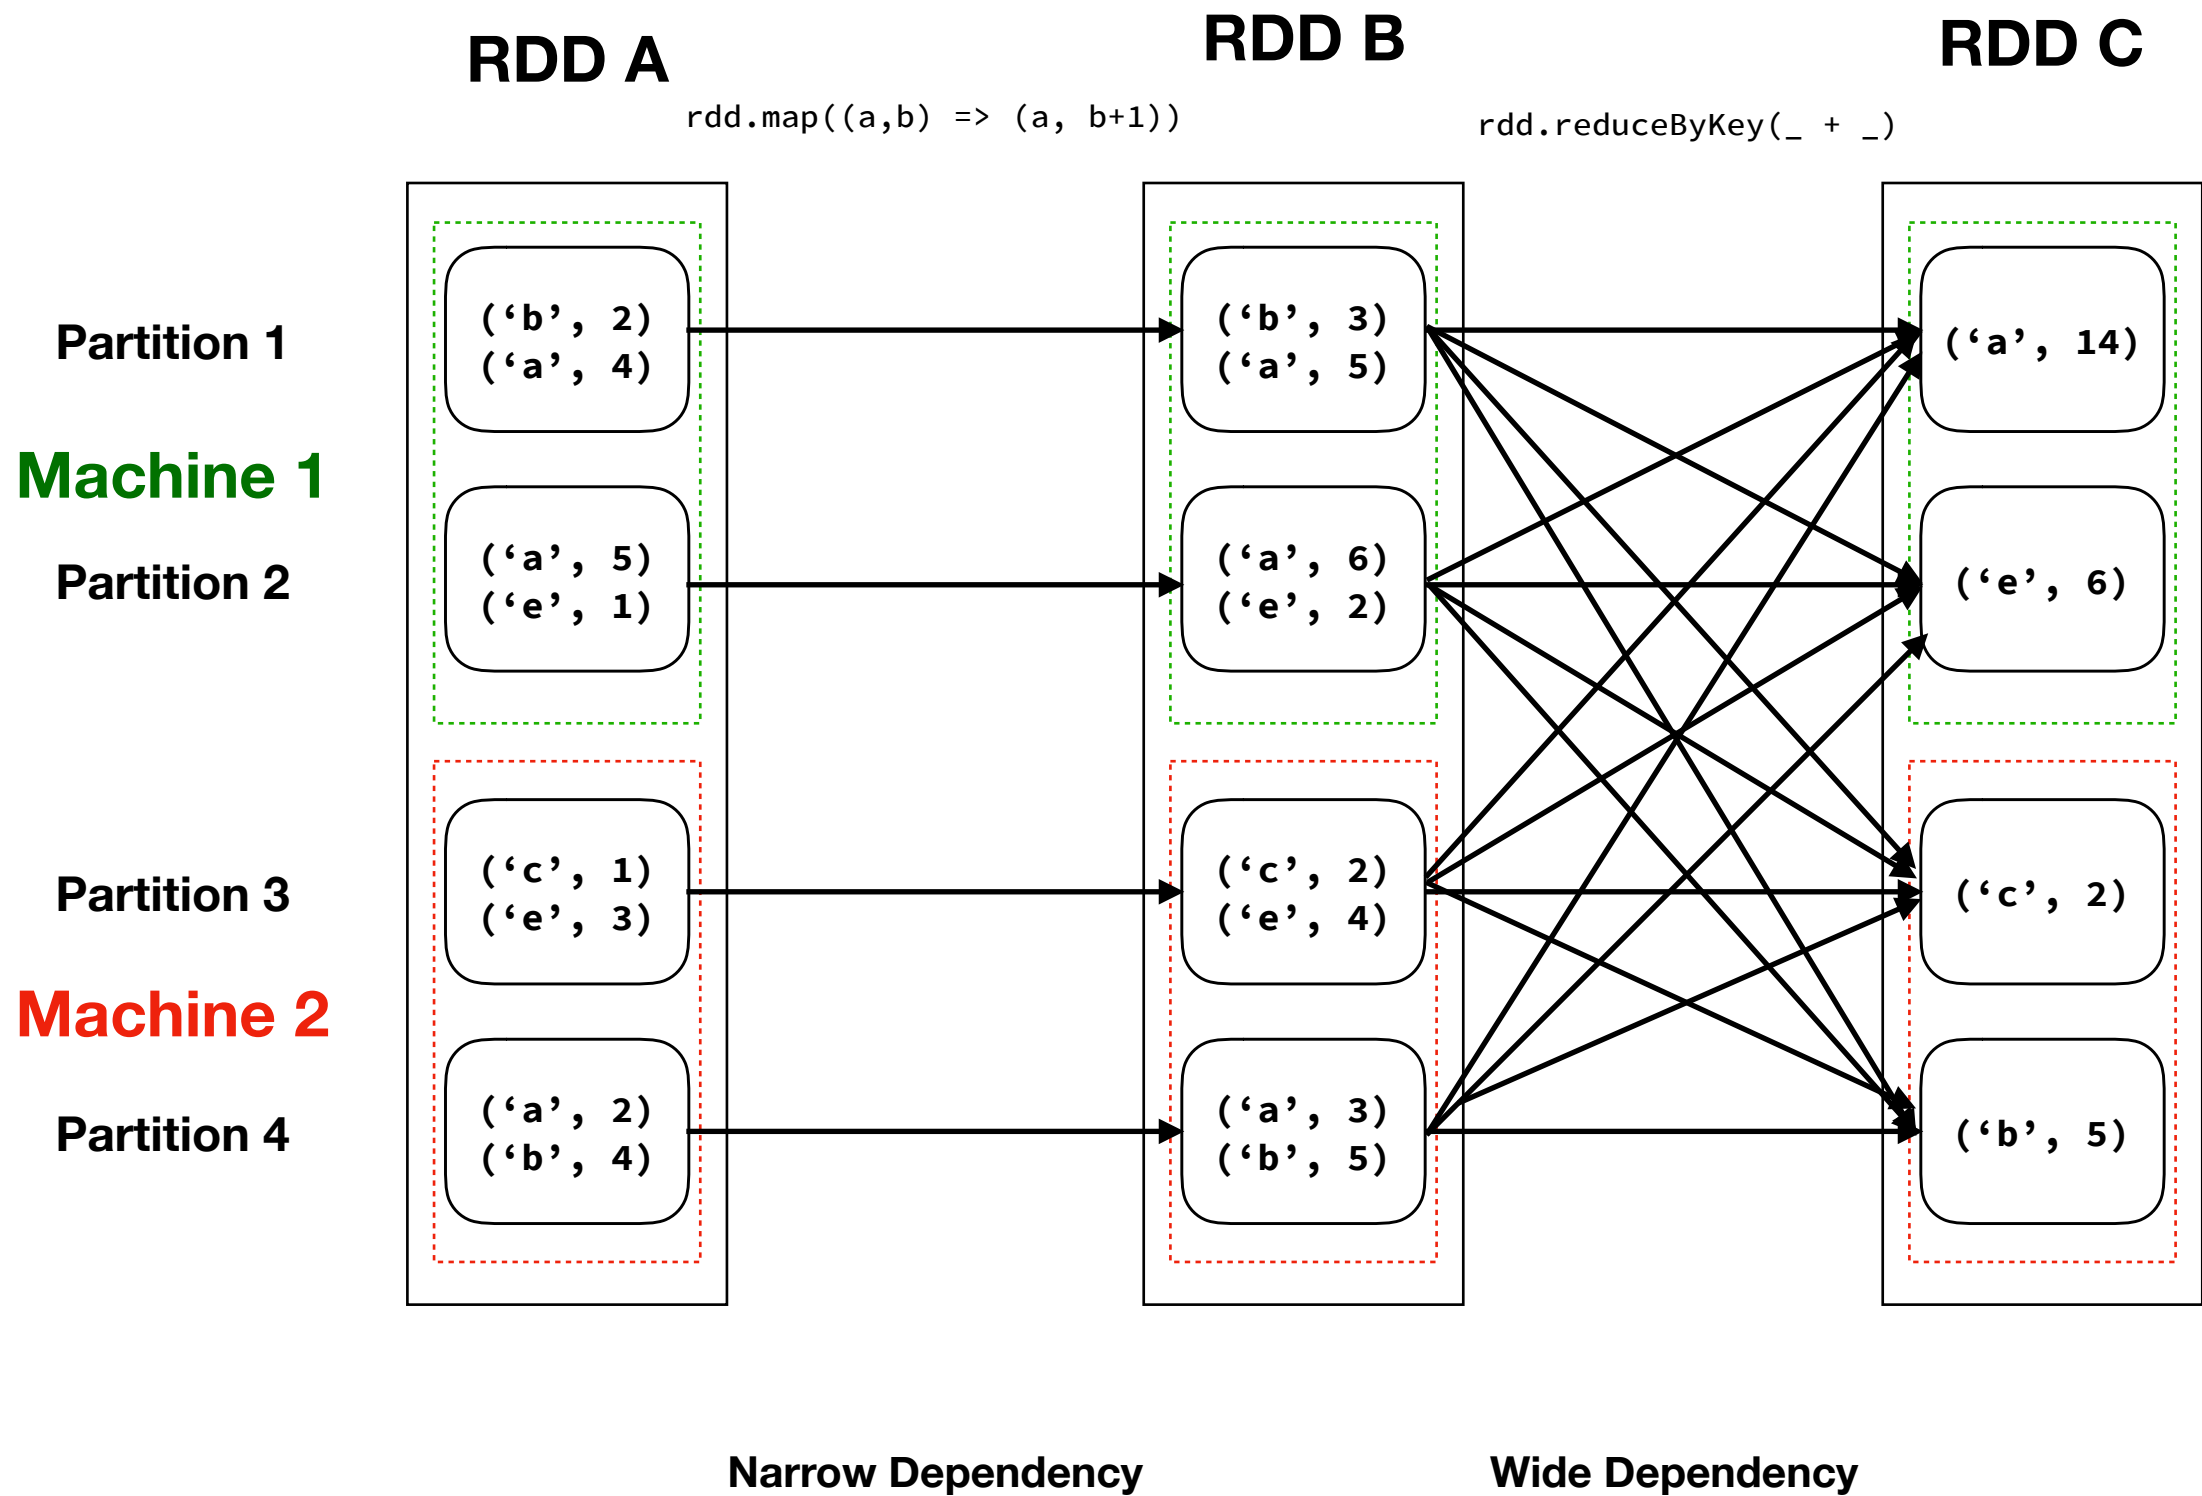 RDD A
RDD B
RDD C
rdd.map((a,b) => (a, b+1))
rdd.reduceByKey(_ + _)
Partition 1
(‘b’, 2)
(‘a’, 4)
(‘b’, 3)
(‘a’, 5)
(‘a’, 14)
Machine 1
Partition 2
(‘a’, 5)
(‘e’, 1)
(‘a’, 6)
(‘e’, 2)
(‘e’, 6)
Partition 3
(‘c’, 1)
(‘e’, 3)
(‘c’, 2)
(‘e’, 4)
(‘c’, 2)
Machine 2
Partition 4
(‘a’, 2)
(‘b’, 4)
(‘a’, 3)
(‘b’, 5)
(‘b’, 5)
Narrow Dependency
Wide Dependency